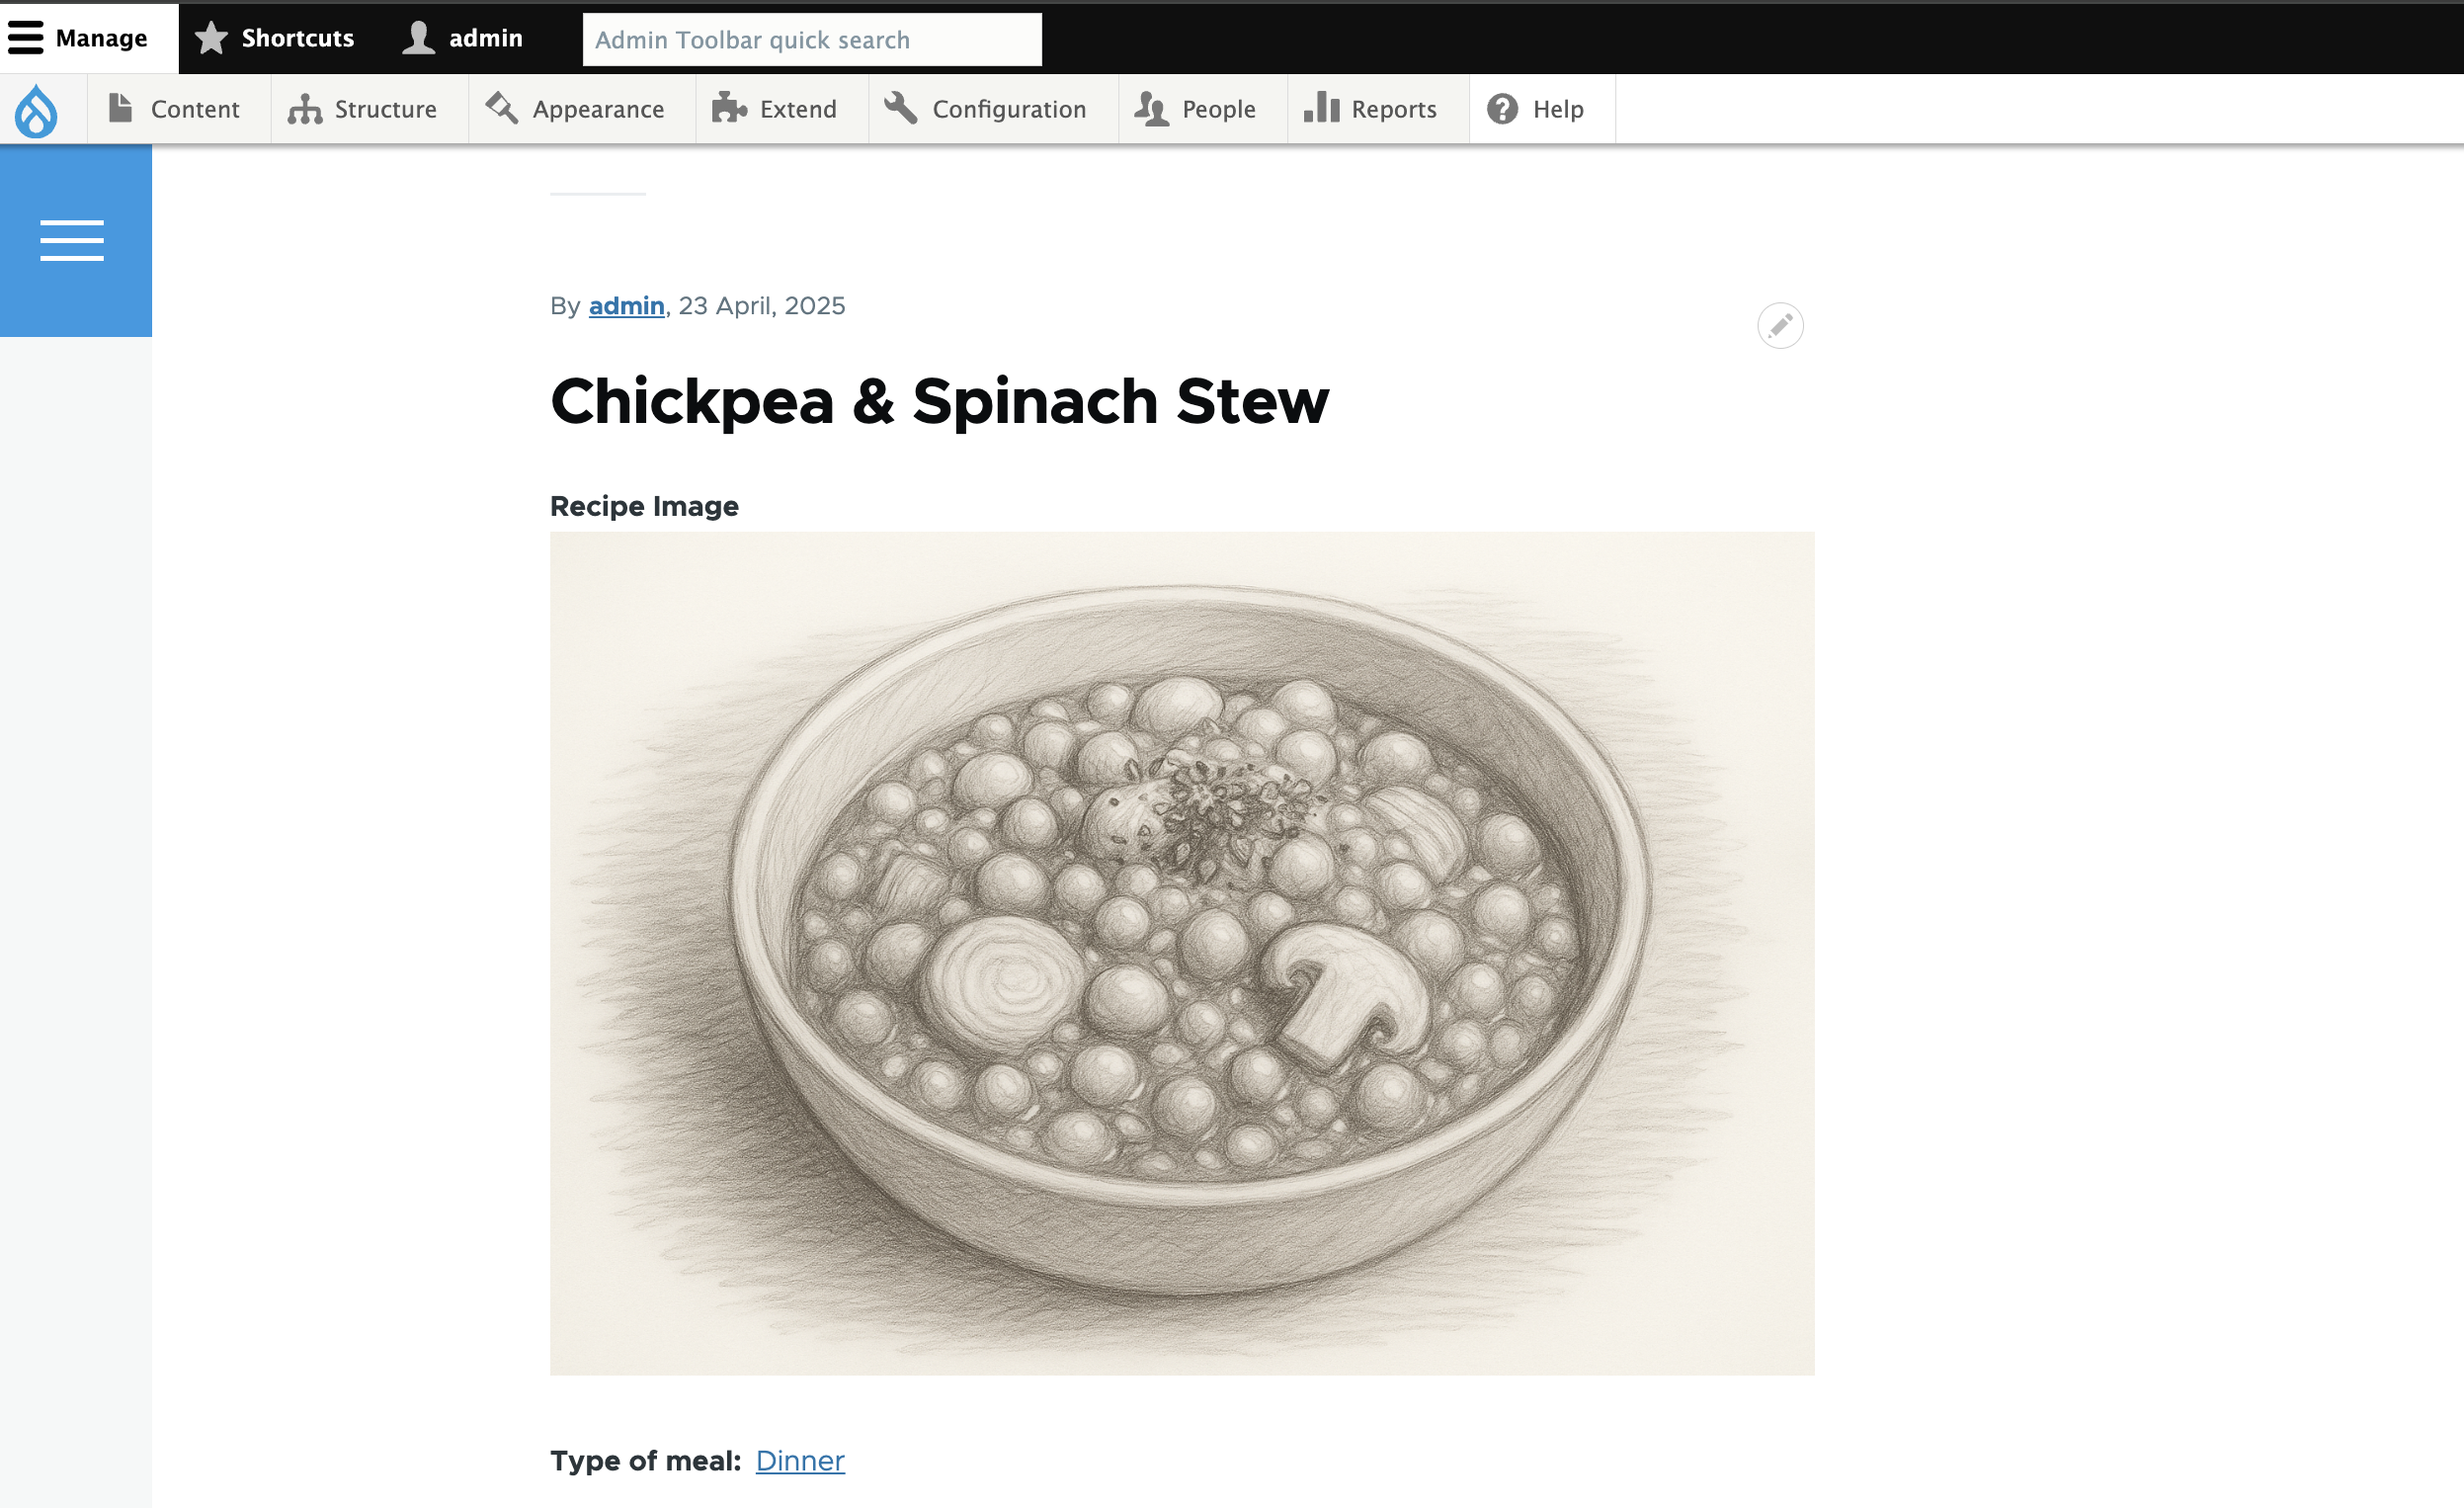 Manage Shortcuts admin Admin Toolbar quick search
Content Structure Appearance Extend Configuration People Reports Help
By admin, 23 April, 2025
Chickpea & Spinach Stew
Recipe Image
Type of meal: Dinner